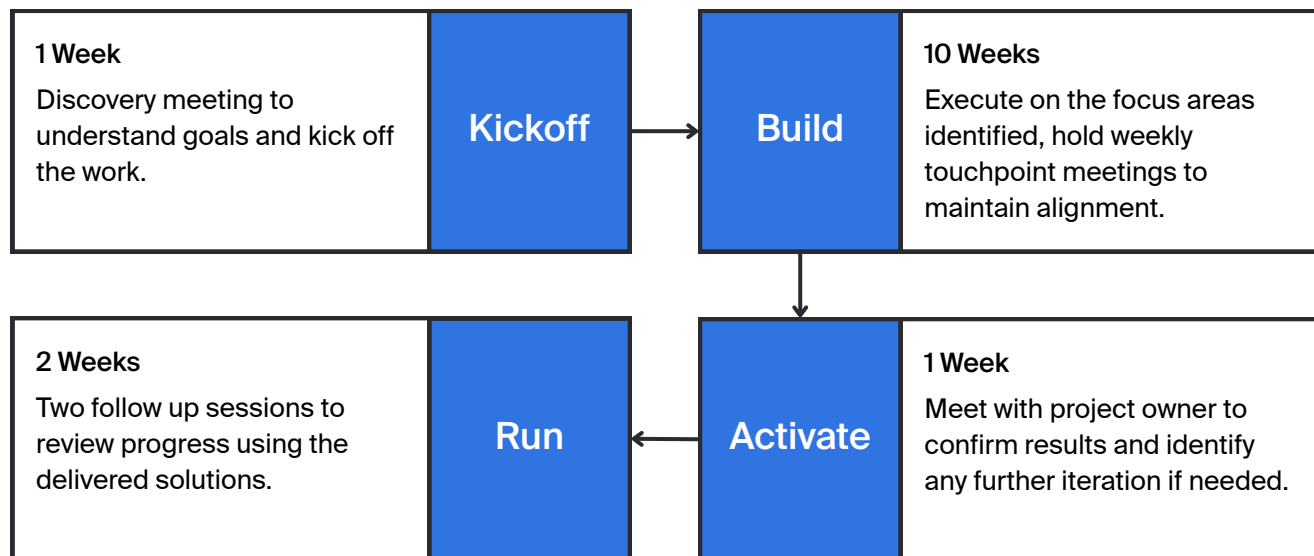 1 Week
Discovery meeting to
understand goals and kick off
the work.
Kickoff
Build
10 Weeks
Execute on the focus areas
identified, hold weekly
touchpoint meetings to
maintain alignment.
Activate
1 Week
Meet with project owner to
confirm results and identify
any further iteration if needed.
Run
2 Weeks
Two follow up sessions to
review progress using the
delivered solutions.